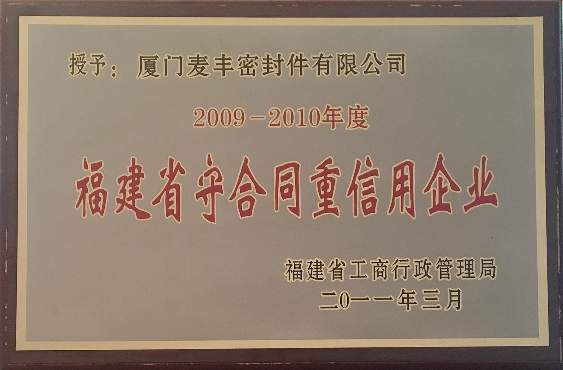 授予：厦门麦丰密封件有限公司
2009-2010年度
福建省守合同重信用企业
福建省工商行政管理局
二0一一年三月